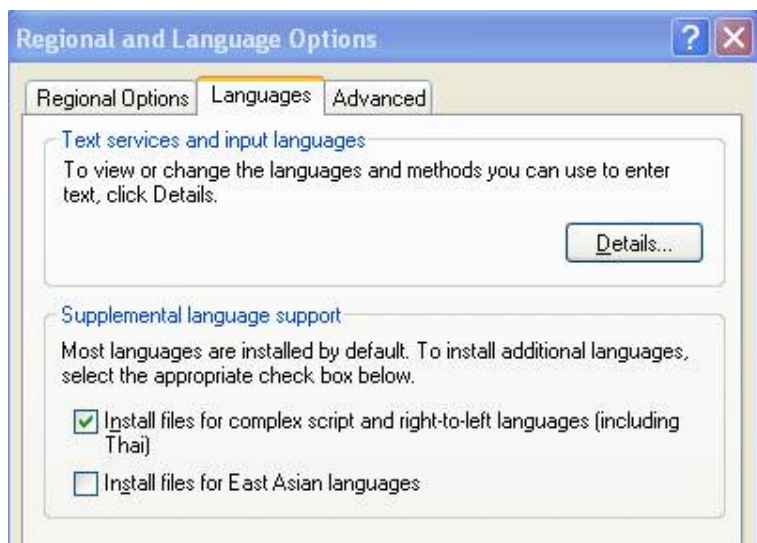 Regional and Language Options
Regional Options Languages Advanced
Text services and input languages
To view or change the languages and methods you can use to enter
text, click Details.
Details...
Supplemental language support
Most languages are installed by default. To install additional languages,
select the appropriate check box below.
Install files for complex script and right-to-left languages (including
Thai)
Install files for East Asian languages